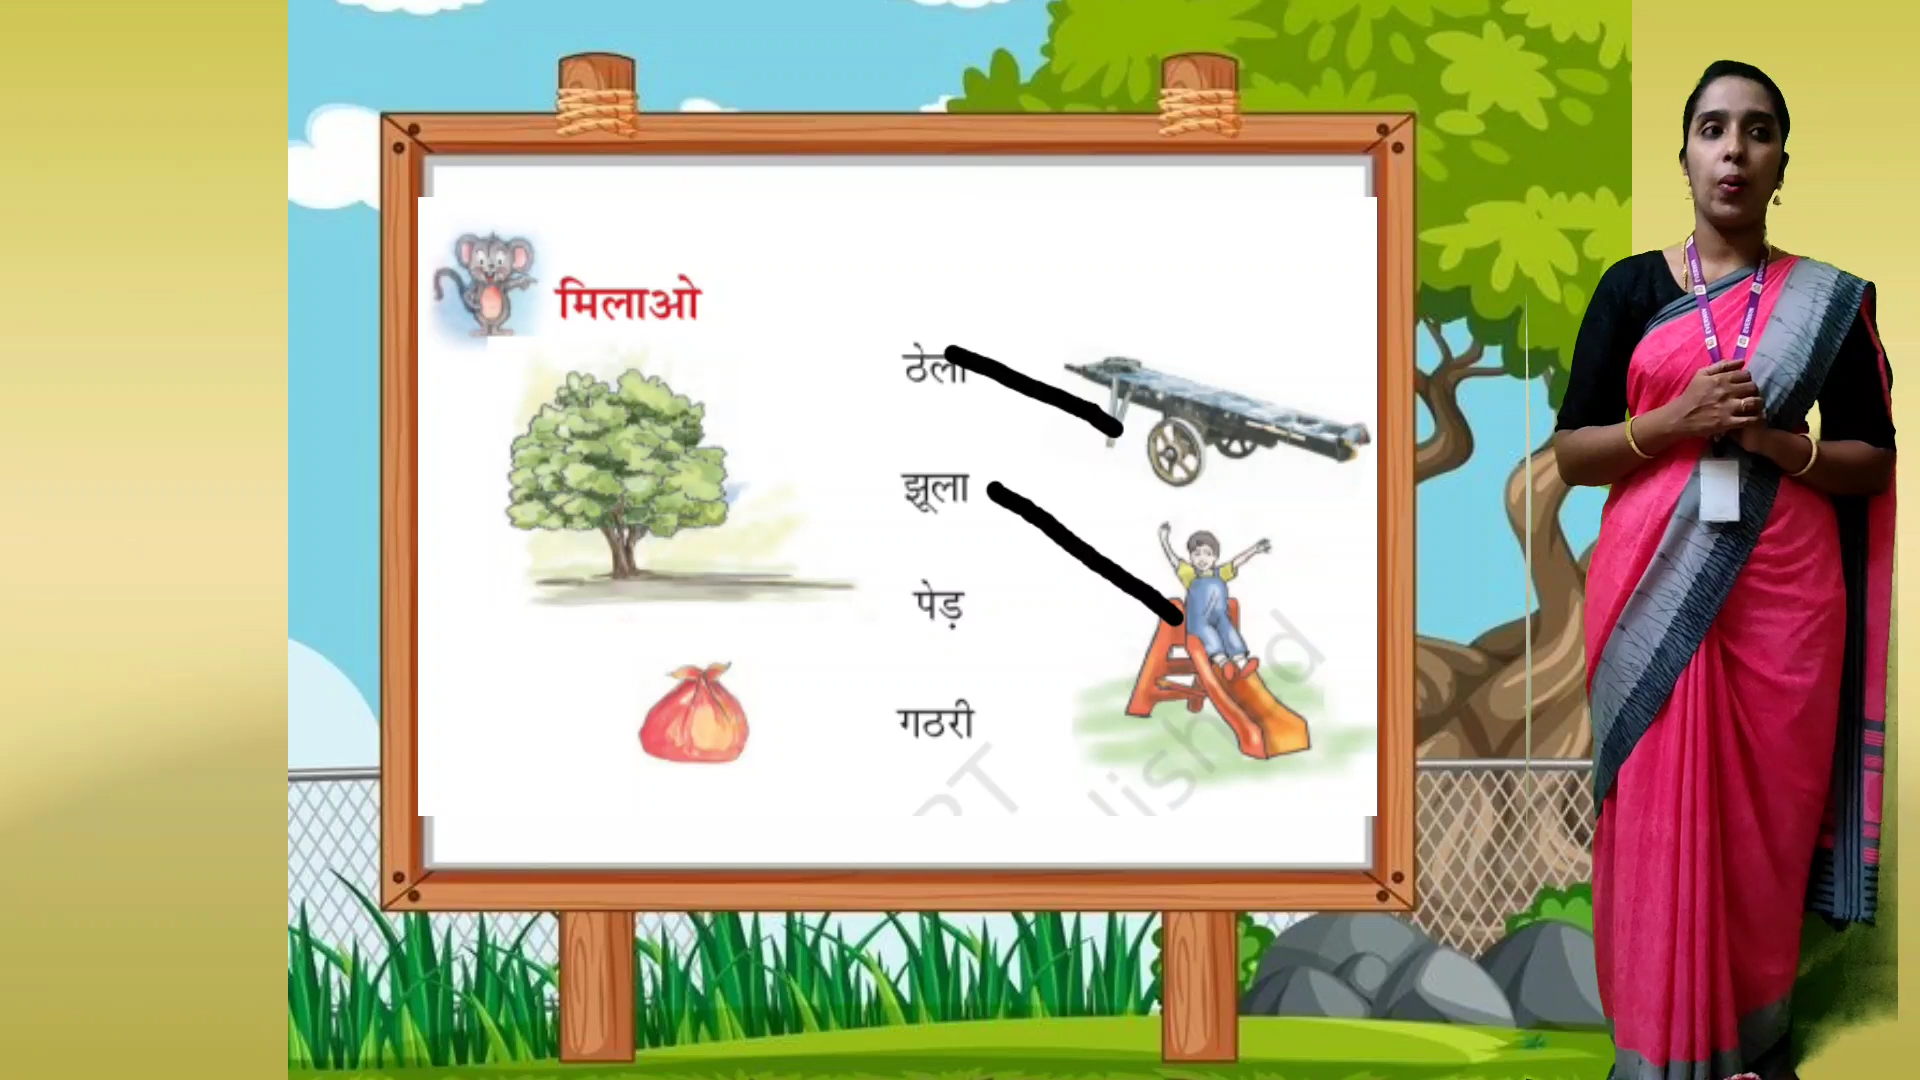 मिलाओ
ठेला
झूला
पेड़
गठरी